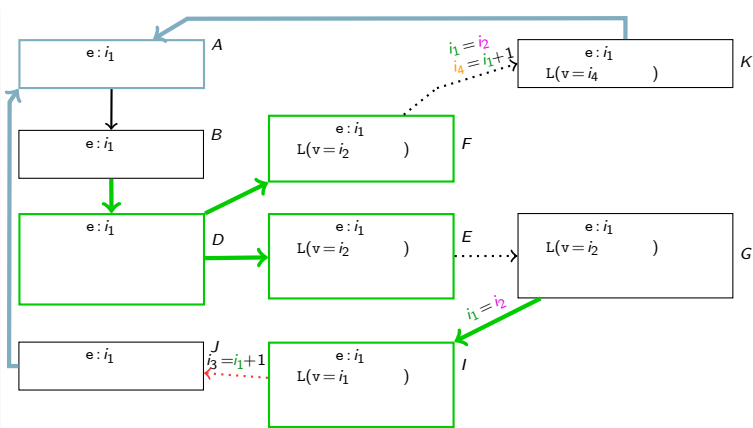 e : i₁ A
e : i₁ B
e : i₁ D
e : i₁
L(v = i₂ ) F
i₁ = i₂
i₄ = i₁+1
e : i₁
L(v = i₄ ) K
e : i₁
L(v = i₂ ) E
e : i₁
L(v = i₂ ) G
i₁ = i₂
e : i₁
L(v = i₁ ) I
i₃ = i₁+1
e : i₁ J